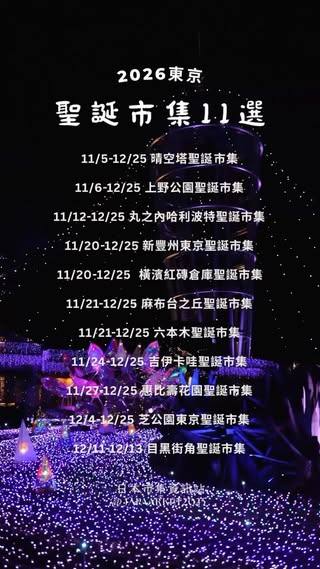 2026東京
聖誕市集11選
11/5-12/25 晴空塔聖誕市集
11/6-12/25 上野公園聖誕市集
11/12-12/25 丸之內哈利波特聖誕市集
11/20-12/25 新豐州東京聖誕市集
11/20-12/25 橫濱紅磚倉庫聖誕市集
11/21-12/25 麻布台之丘聖誕市集
11/21-12/25 六本木聖誕市集
11/24-12/25 吉伊卡哇聖誕市集
11/27-12/25 惠比壽花園聖誕市集
12/4-12/25 芝公園東京聖誕市集
12/11-12/13 目黑街角聖誕市集
日本市集資訊站